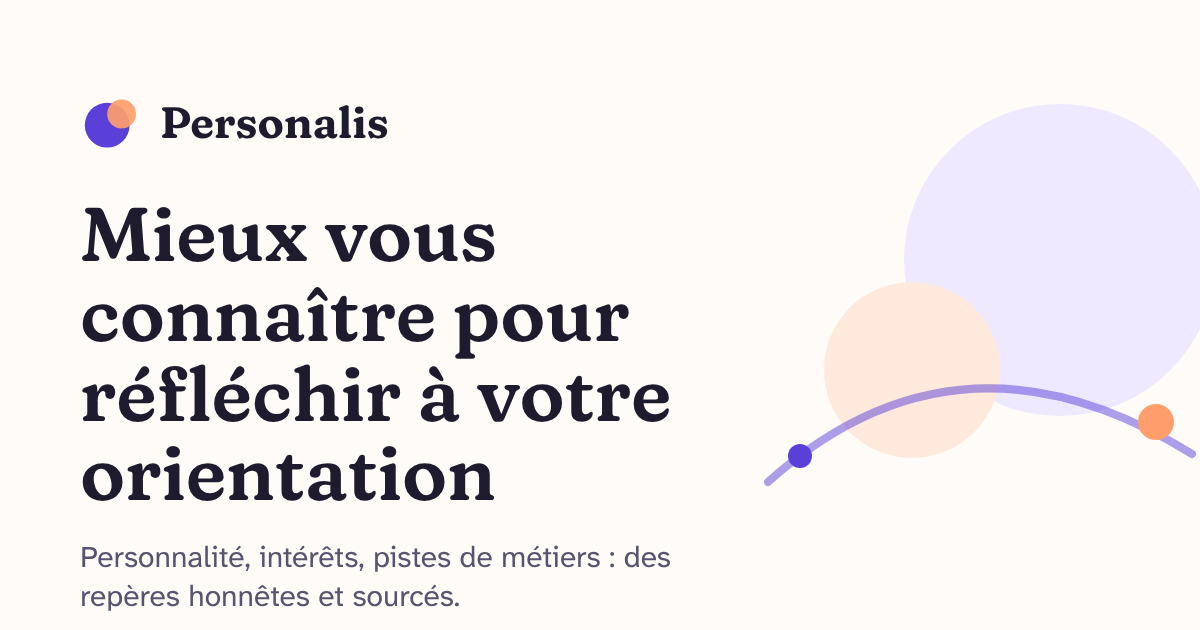 Personalis
Mieux vous
connaître pour
réfléchir à votre
orientation
Personnalité, intérêts, pistes de métiers : des
repères honnêtes et sourcés.